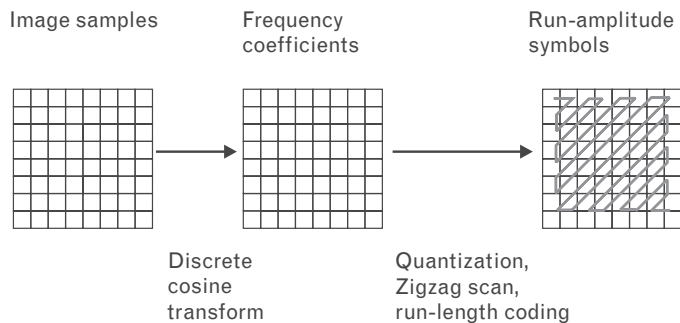 Image samples
Frequency
coefficients
Run-amplitude
symbols
Discrete
cosine
transform
Quantization,
Zigzag scan,
run-length coding